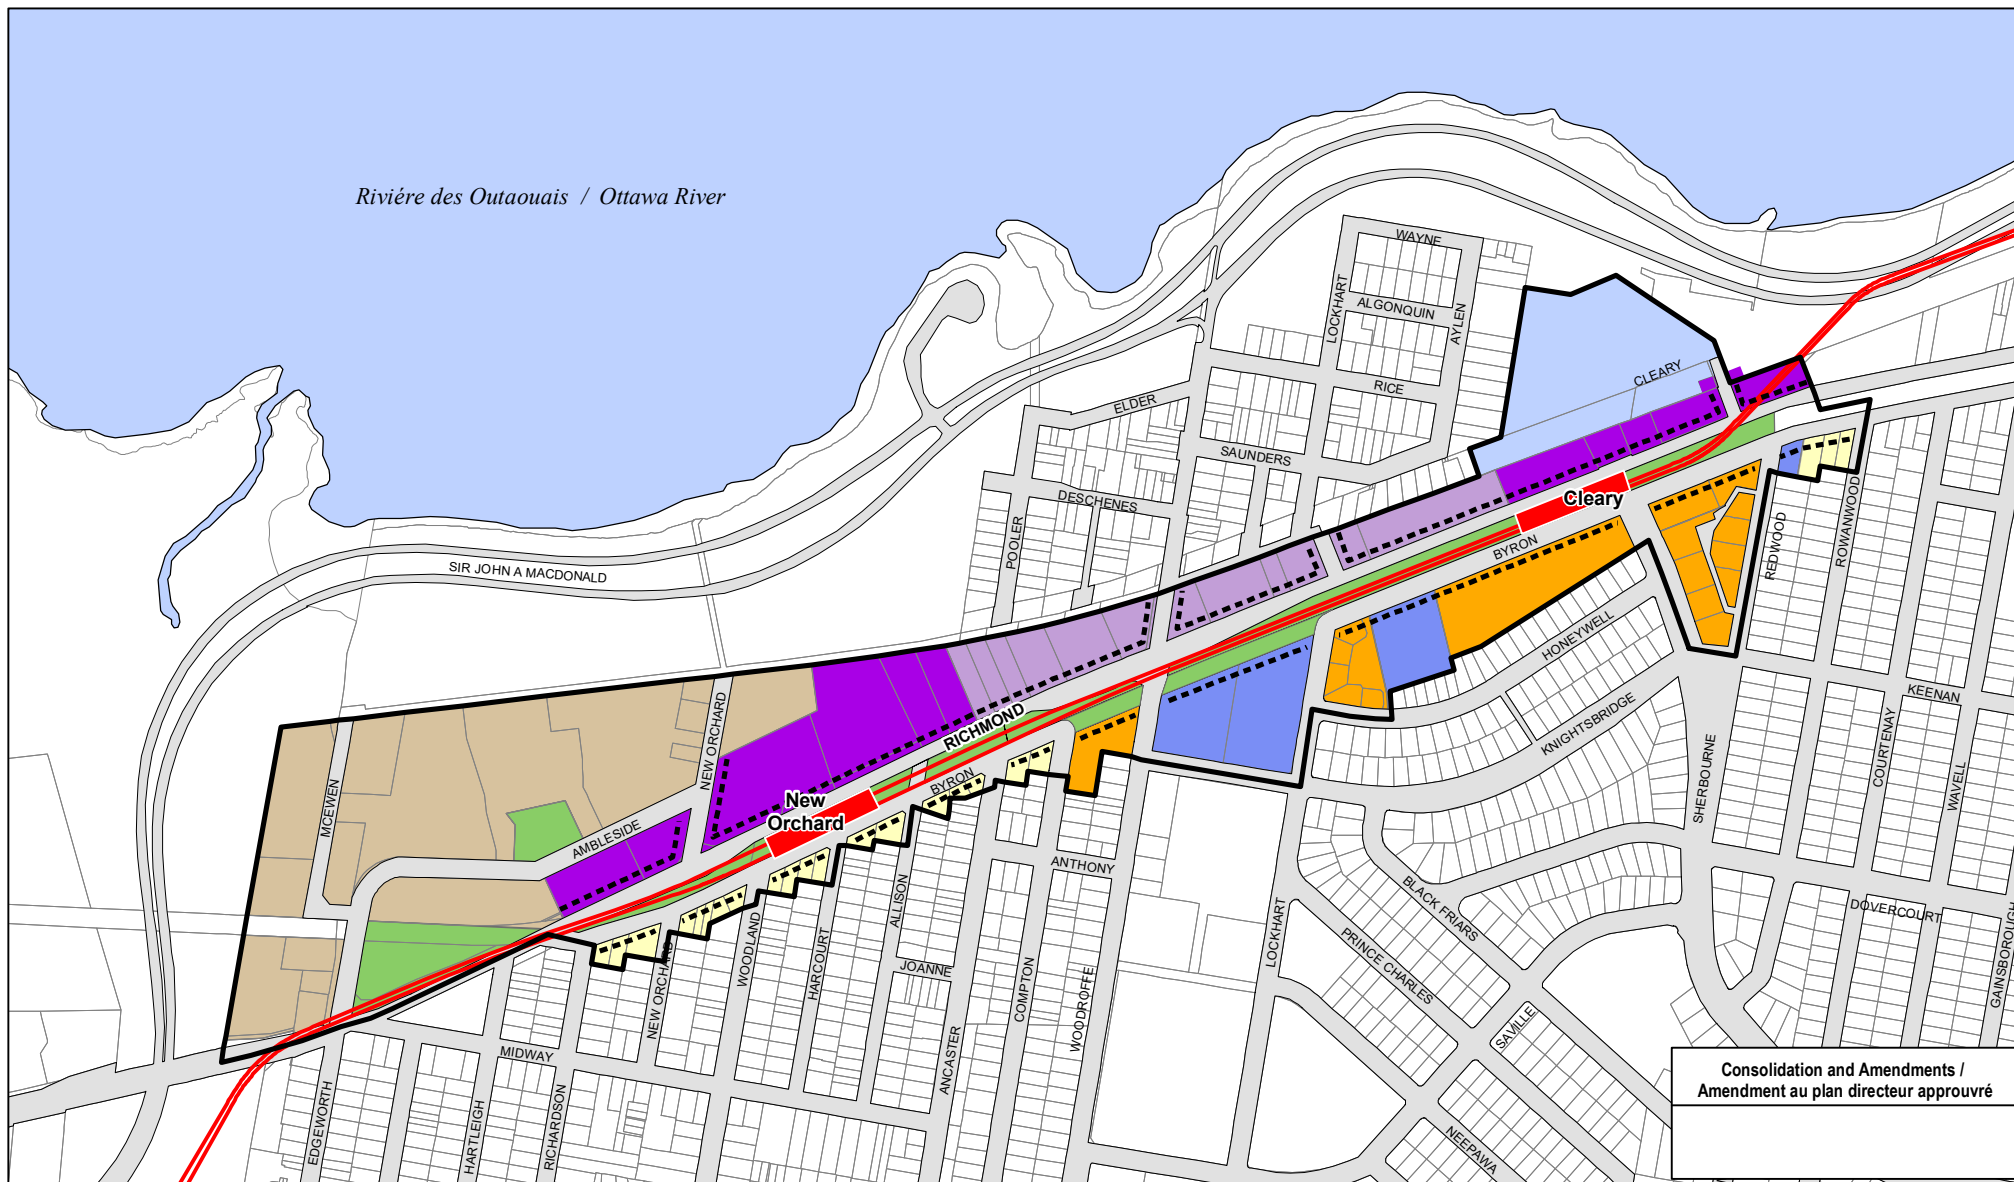 Riviére des Outaouais / Ottawa River
WAYNE
LOCKHART
ALGONQUIN
AYLEN
RICE
CLEARY
ELDER
SAUNDERS
DESCHENES
POOLER
SIR JOHN A MACDONALD
Cleary
BYRON
REDWOOD
ROWANWOOD
HONEYWELL
KNIGHTSBRIDGE
KEENAN
NEW ORCHARD
RICHMOND
SHERBOURNE
COURTENAY
WAVELL
MCEWEN
AMBLESIDE
New
Orchard
BYRON
ANTHONY
BLACK FRIARS
DOVERCOURT
GAINSBOROUGH
ALLISON
LOCKHART
PRINCE CHARLES
WOODLAND
HARCOURT
NEW ORCHARD
JOANNE
COMPTON
WOODROFFE
SAVILLE
MIDWAY
ANCASTER
EDGEWORTH
HARTLEIGH
RICHARDSON
NEEPAWA
Consolidation and Amendments /
Amendment au plan directeur approuvré